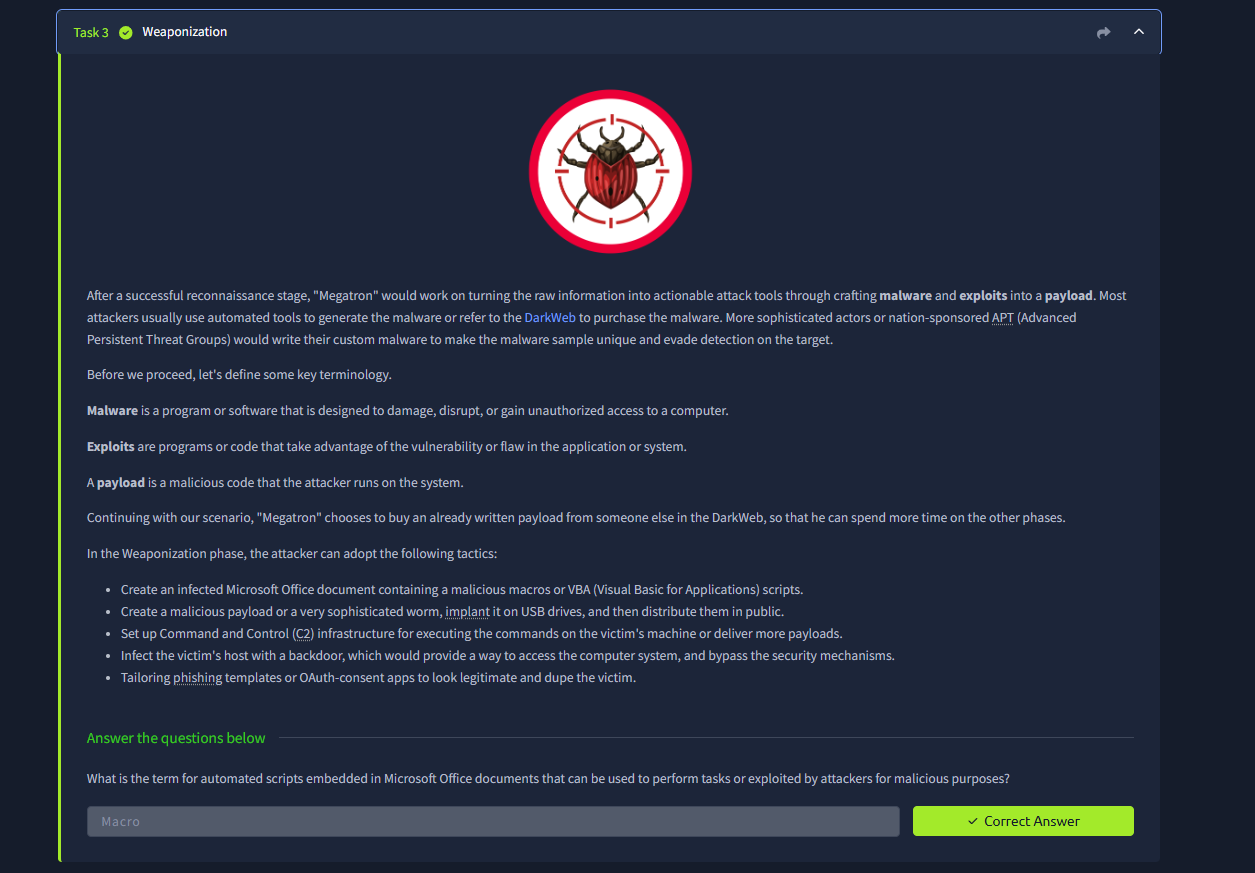 Task 3 Weaponization
After a successful reconnaissance stage, "Megatron" would work on turning the raw information into actionable attack tools through crafting malware and exploits into a payload. Most
attackers usually use automated tools to generate the malware or refer to the DarkWeb to purchase the malware. More sophisticated actors or nation-sponsored APT (Advanced
Persistent Threat Groups) would write their custom malware to make the malware sample unique and evade detection on the target.
Before we proceed, let's define some key terminology.
Malware is a program or software that is designed to damage, disrupt, or gain unauthorized access to a computer.
Exploits are programs or code that take advantage of the vulnerability or flaw in the application or system.
A payload is a malicious code that the attacker runs on the system.
Continuing with our scenario, "Megatron" chooses to buy an already written payload from someone else in the DarkWeb, so that he can spend more time on the other phases.
In the Weaponization phase, the attacker can adopt the following tactics:
• Create an infected Microsoft Office document containing a malicious macros or VBA (Visual Basic for Applications) scripts.
• Create a malicious payload or a very sophisticated worm, implant it on USB drives, and then distribute them in public.
• Set up Command and Control (C2) infrastructure for executing the commands on the victim's machine or deliver more payloads.
• Infect the victim's host with a backdoor, which would provide a way to access the computer system, and bypass the security mechanisms.
• Tailoring phishing templates or OAuth-consent apps to look legitimate and dupe the victim.
Answer the questions below
What is the term for automated scripts embedded in Microsoft Office documents that can be used to perform tasks or exploited by attackers for malicious purposes?
Macro
✓ Correct Answer